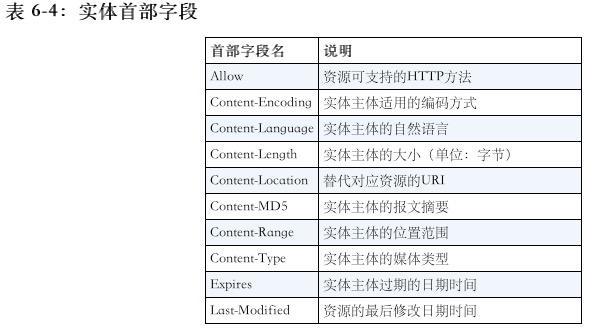 表 6-4：实体首部字段
首部字段名 说明
Allow 资源可支持的HTTP方法
Content-Encoding 实体主体适用的编码方式
Content-Language 实体主体的自然语言
Content-Length 实体主体的大小（单位：字节）
Content-Location 替代对应资源的URI
Content-MD5 实体主体的报文摘要
Content-Range 实体主体的位置范围
Content-Type 实体主体的媒体类型
Expires 实体主体过期的日期时间
Last-Modified 资源的最后修改日期时间